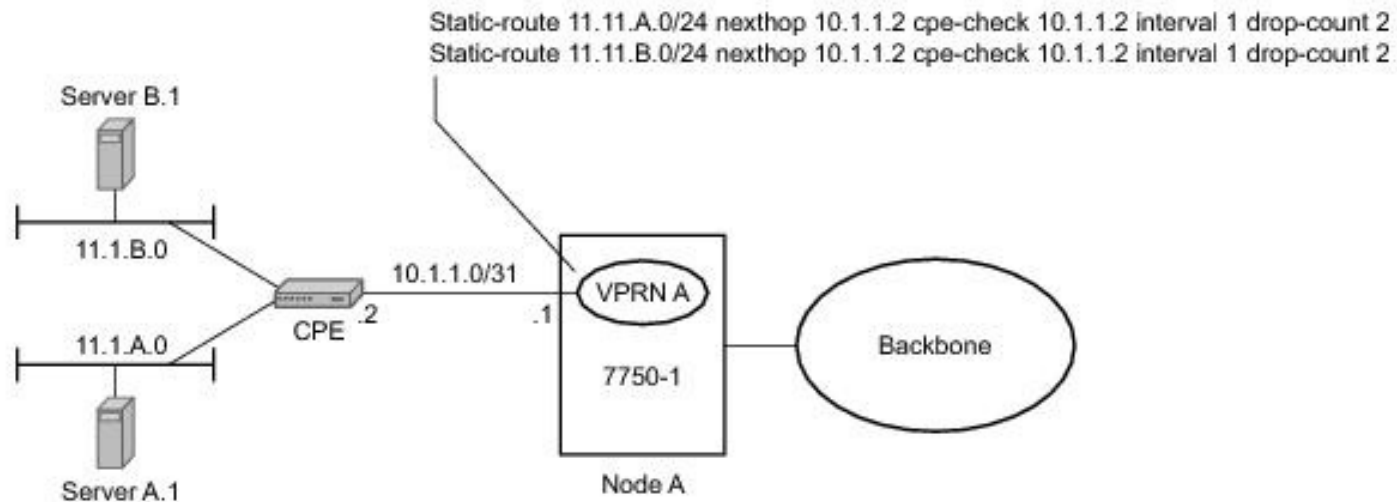 Static-route 11.11.A.0/24 nexthop 10.1.1.2 cpe-check 10.1.1.2 interval 1 drop-count 2
Static-route 11.11.B.0/24 nexthop 10.1.1.2 cpe-check 10.1.1.2 interval 1 drop-count 2
Server B.1
11.1.B.0
10.1.1.0/31
VPRN A
CPE
.2
.1
11.1.A.0
Backbone
7750-1
Server A.1
Node A